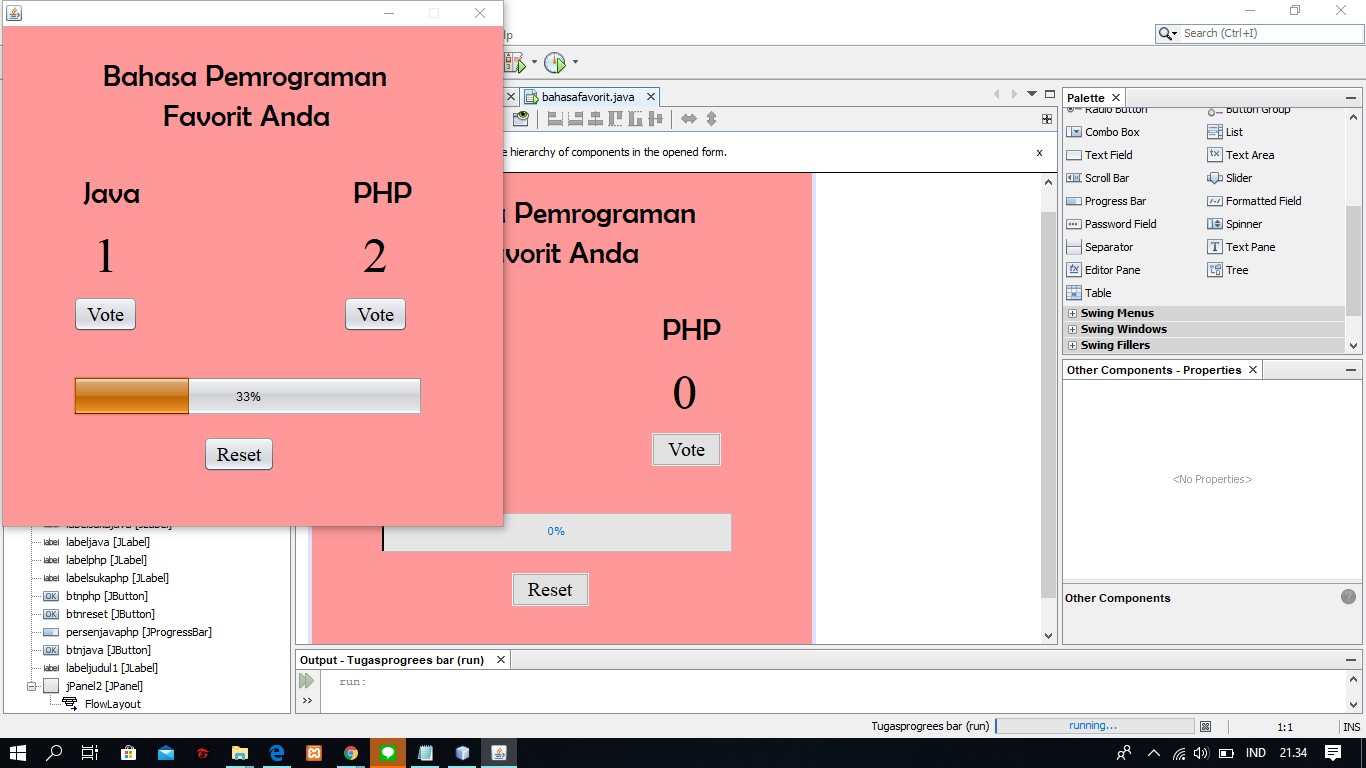 Bahasa Pemrograman
Favorit Anda
Java
PHP
1
2
Vote
Vote
33%
Reset
lp
Search (Ctrl+I)
bahasafavorit.java
e hierarchy of components in the opened form.
x
Pemrograman
vorit Anda
PHP
0
Vote
0%
Reset
Palette
Radio Button
Button Group
Combo Box
List
Text Field
Text Area
Scroll Bar
Slider
Progress Bar
Formatted Field
Password Field
Spinner
Separator
Text Pane
Editor Pane
Tree
Table
Swing Menus
Swing Windows
Swing Fillers
Other Components - Properties
<No Properties>
Other Components
labelsukajava [JLabel]
labeljava [JLabel]
labelphp [JLabel]
labelsukaphp [JLabel]
btnphp [JButton]
btnreset [JButton]
persenjavaphp [JProgressBar]
btnjava [JButton]
labeljudul1 [JLabel]
jPanel2 [JPanel]
FlowLayout
Output - Tugasprogrees bar (run)
run:
Tugasprogrees bar (run)
running...
1:1
INS
IND
21.34